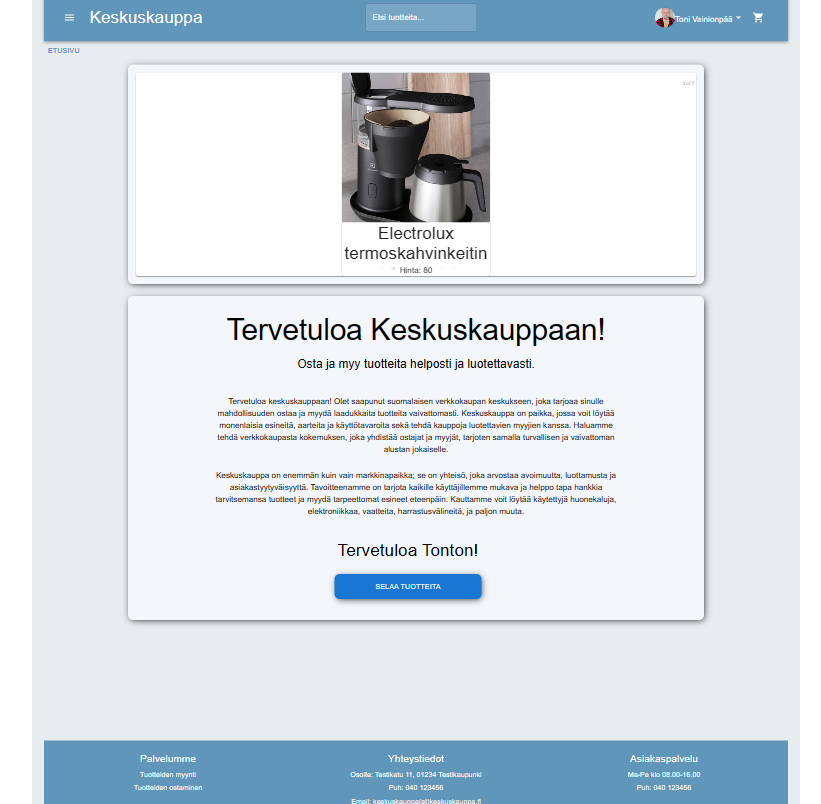 Keskuskauppa
Etsi tuotteita...
Toni Vainionpää
ETUSIVU
5 of 7
Electrolux
termoskahvinkeitin
Hinta: 80
Tervetuloa Keskuskauppaan!
Osta ja myy tuotteita helposti ja luotettavasti.
Tervetuloa keskuskauppaan! Olet saapunut suomalaisen verkkokaupan keskukseen, joka tarjoaa sinulle
mahdollisuuden ostaa ja myydä laadukkaita tuotteita vaivattomasti. Keskuskauppa on paikka, jossa voit löytää
monenlaisia esineitä, aarteita ja käyttötavaroita sekä tehdä kauppoja luotettavien myyjien kanssa. Haluamme
tehdä verkkokaupasta kokemuksen, joka yhdistää ostajat ja myyjät, tarjoten samalla turvallisen ja vaivattoman
alustan jokaiselle.
Keskuskauppa on enemmän kuin vain markkinapaikka; se on yhteisö, joka arvostaa avoimuutta, luottamusta ja
asiakastyytyväisyyttä. Tavoitteenamme on tarjota kaikille käyttäjillemme mukava ja helppo tapa hankkia
tarvitsemansa tuotteet ja myydä tarpeettomat esineet eteenpäin. Kauttamme voit löytää käytettyjä huonekaluja,
elektroniikkaa, vaatteita, harrastusvälineitä, ja paljon muuta.
Tervetuloa Tonton!
SELAA TUOTTEITA
Palvelumme
Tuotteiden myynti
Tuotteiden ostaminen
Yhteystiedot
Osoite: Testikatu 11, 01234 Testikaupunki
Puh: 040 123456
Email: keskuskauppa(at)keskuskauppa.fi
Asiakaspalvelu
Ma-Pe klo 08.00-16.00
Puh: 040 123456